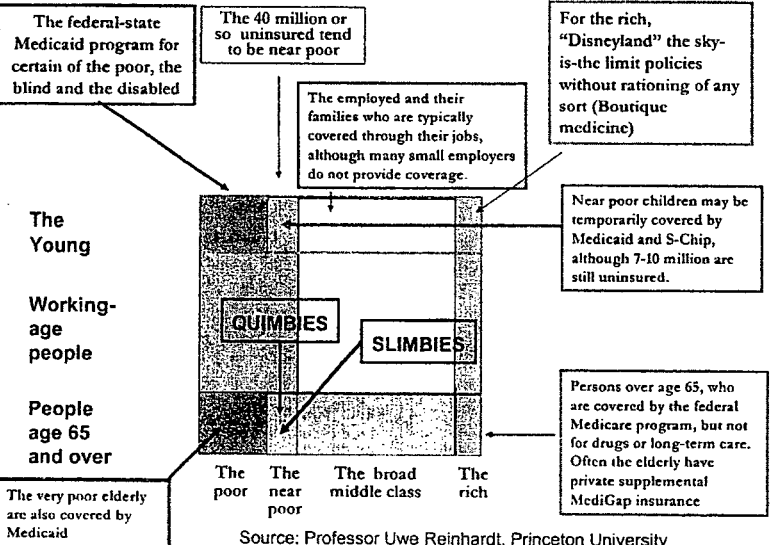 The federal-state
Medicaid program for
certain of the poor, the
blind and the disabled
The 40 million or
so uninsured tend
to be near poor
For the rich,
“Disneyland” the sky-
is-the limit policies
without rationing of any
sort (Boutique
medicine)
The employed and their
families who are typically
covered through their jobs,
although many small employers
do not provide coverage.
Near poor children may be
temporarily covered by
Medicaid and S-Chip,
although 7-10 million are
still uninsured.
The
Young
Working-
age
people
QUIMBIES
SLIMBIES
People
age 65
and over
Persons over age 65, who
are covered by the federal
Medicare program, but not
for drugs or long-term care.
Often the elderly have
private supplemental
MediGap insurance
The
poor
The
near
poor
The broad
middle class
The
rich
The very poor elderly
are also covered by
Medicaid
Source: Professor Uwe Reinhardt, Princeton University